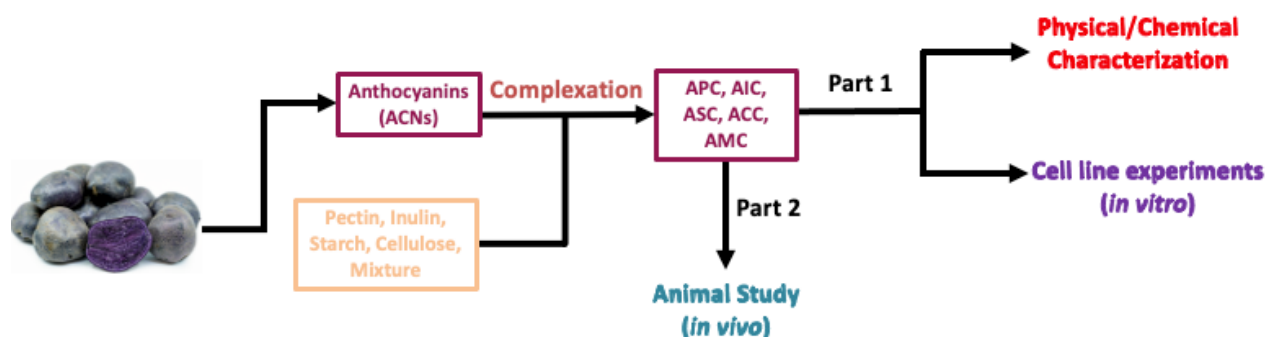 Anthocyanins
(ACNs)
Complexation
Pectin, Inulin,
Starch, Cellulose,
Mixture
APC, AIC,
ASC, ACC,
AMC
Part 1
Part 2
Physical/Chemical
Characterization
Cell line experiments
(in vitro)
Animal Study
(in vivo)